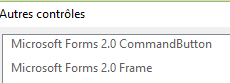 Autres contrôles
Microsoft Forms 2.0 CommandButton
Microsoft Forms 2.0 Frame